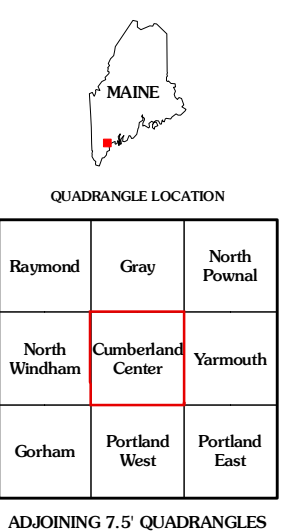 MAINE
QUADRANGLE LOCATION
Raymond
Gray
North
Pownal
North
Windham
Cumberland
Center
Yarmouth
Gorham
Portland
West
Portland
East
ADJOINING 7.5' QUADRANGLES